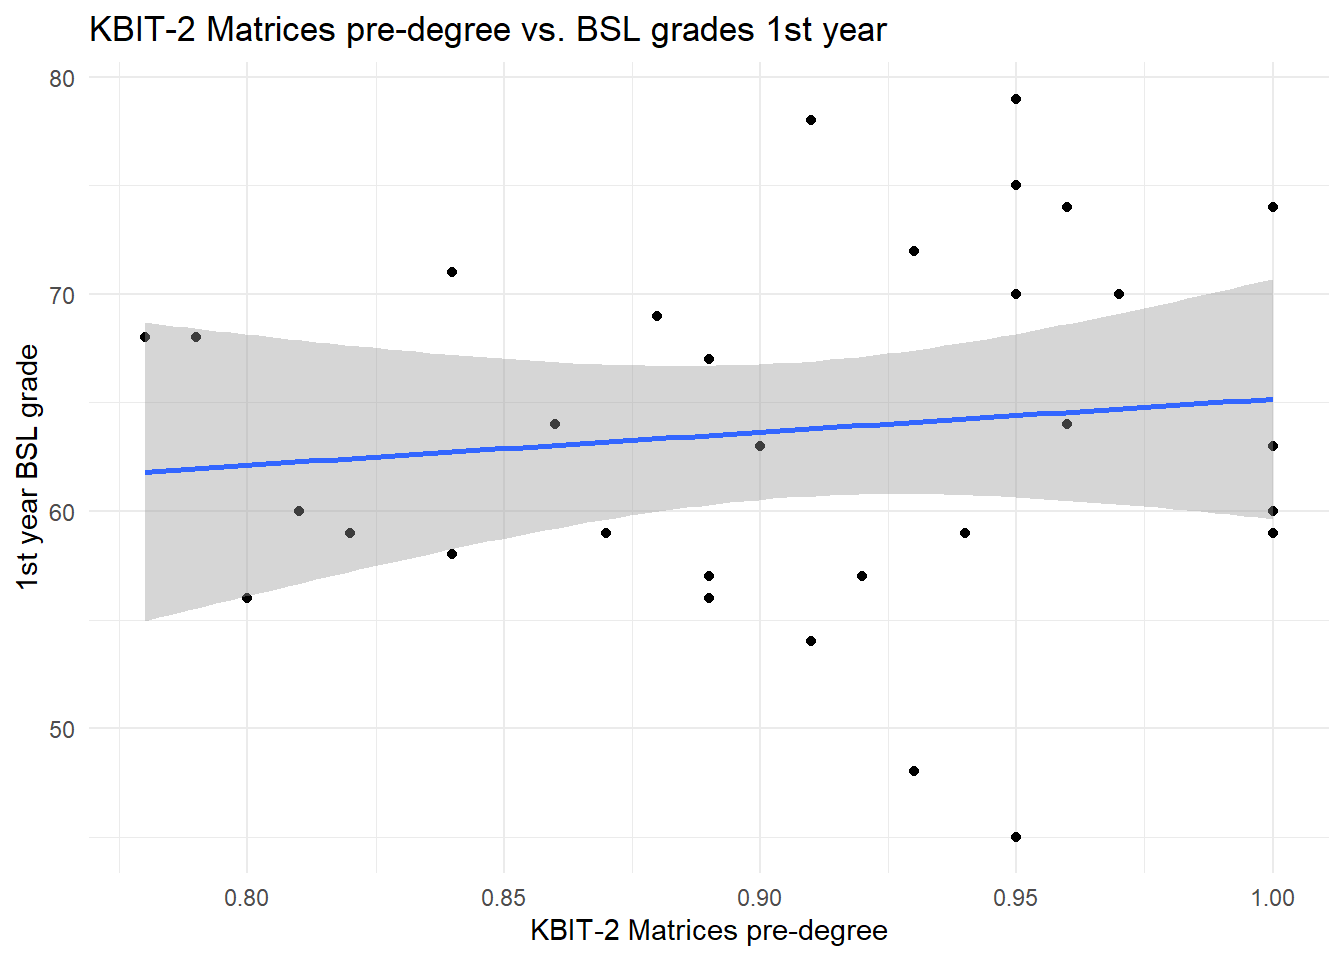 KBIT-2 Matrices pre-degree vs. BSL grades 1st year
80
70
60
50
1st year BSL grade
0.80 0.85 0.90 0.95 1.00
KBIT-2 Matrices pre-degree